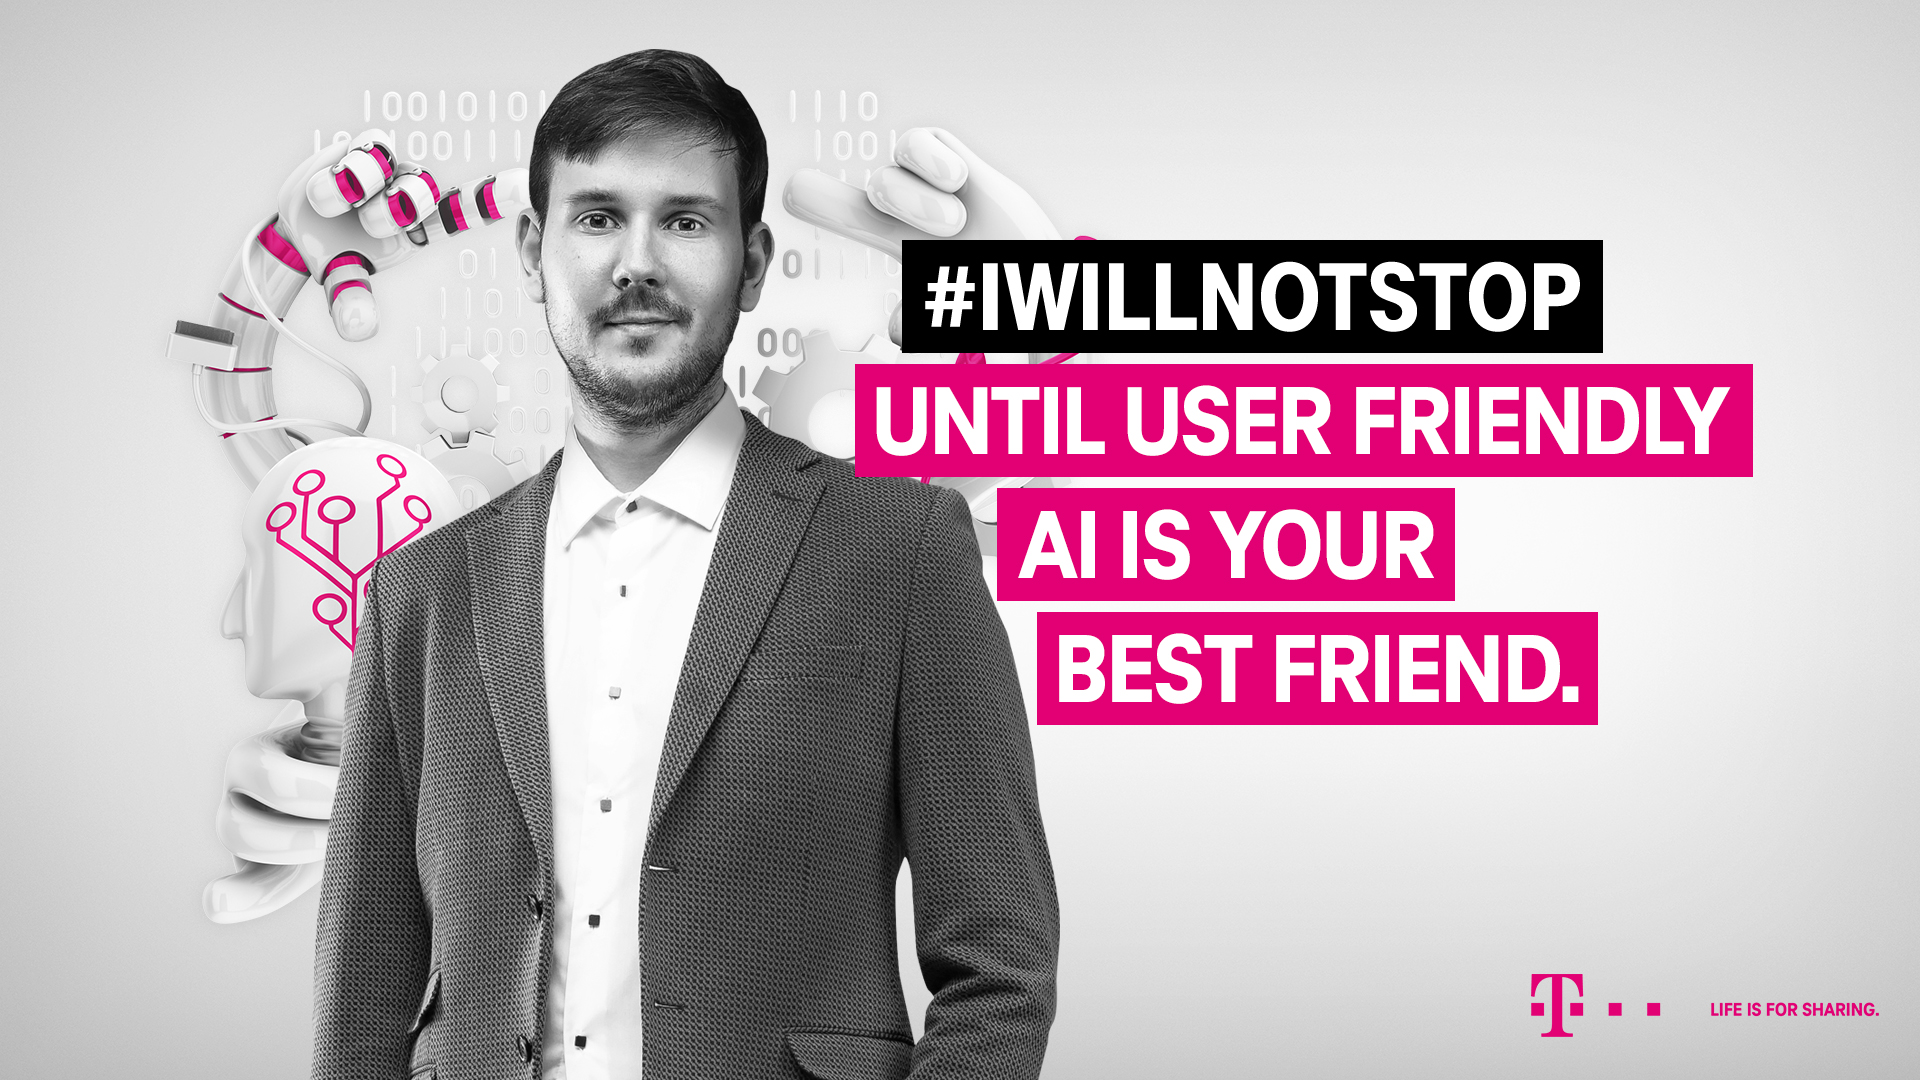 #IWILLNOTSTOP
UNTIL USER FRIENDLY
AI IS YOUR
BEST FRIEND.
T
LIFE IS FOR SHARING.